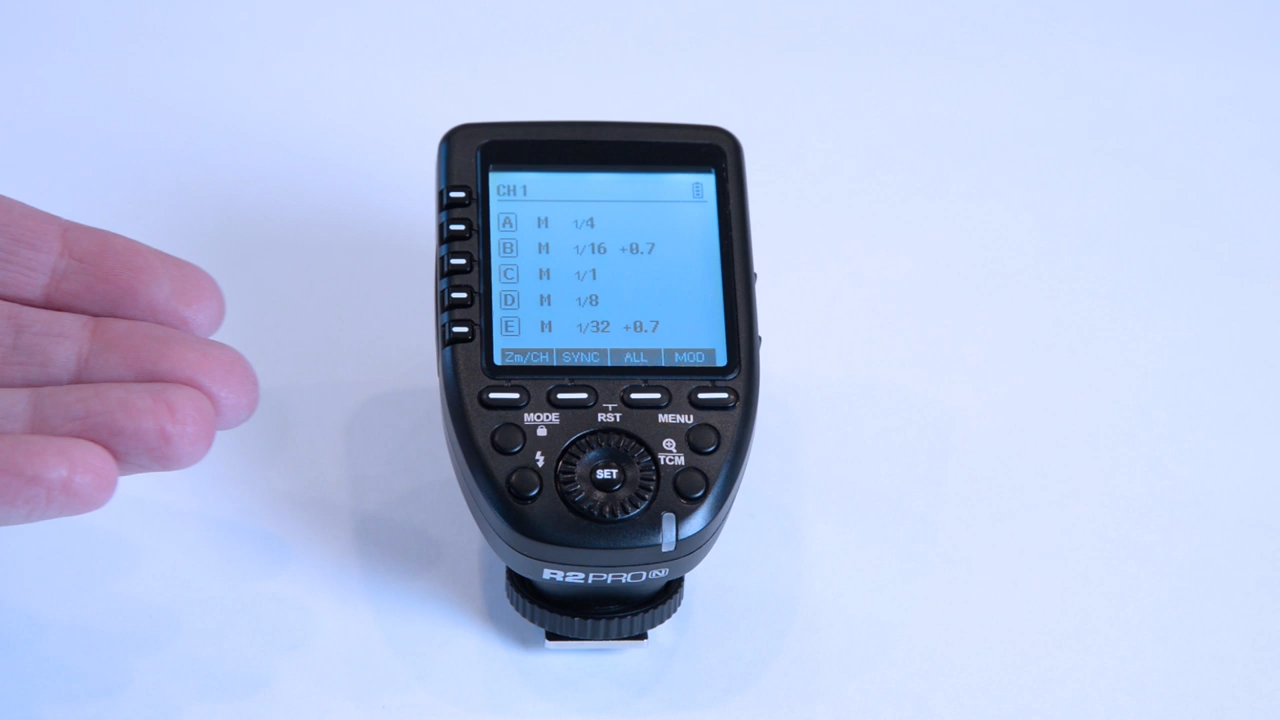 CH1
A M 1/4
B M 1/16 +0.7
C M 1/1
D M 1/8
E M 1/32 +0.7
Zm/CH SYNC ALL MOD
MODE RST MENU
TCM
SET
R2PRO N